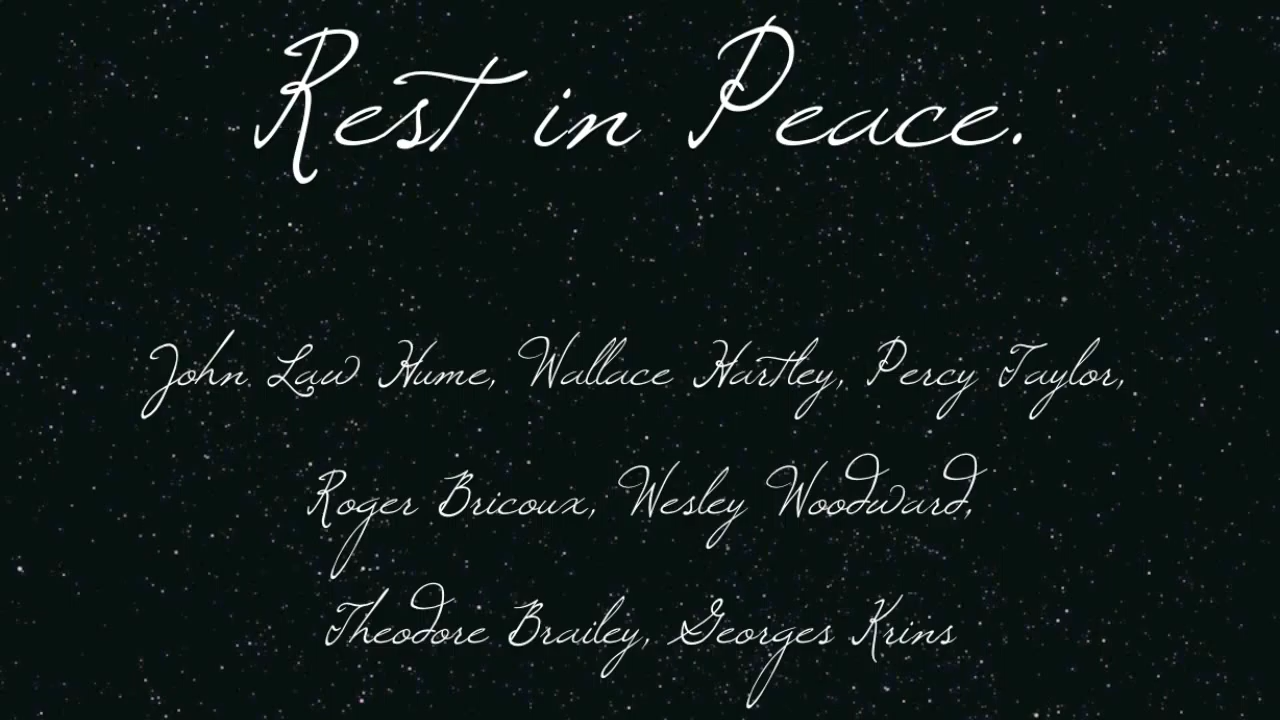 Rest in Peace.
John Law Hume, Wallace Hartley, Percy Taylor,
Roger Bricoux, Wesley Woodward,
Theodore Brailey, Georges Krins